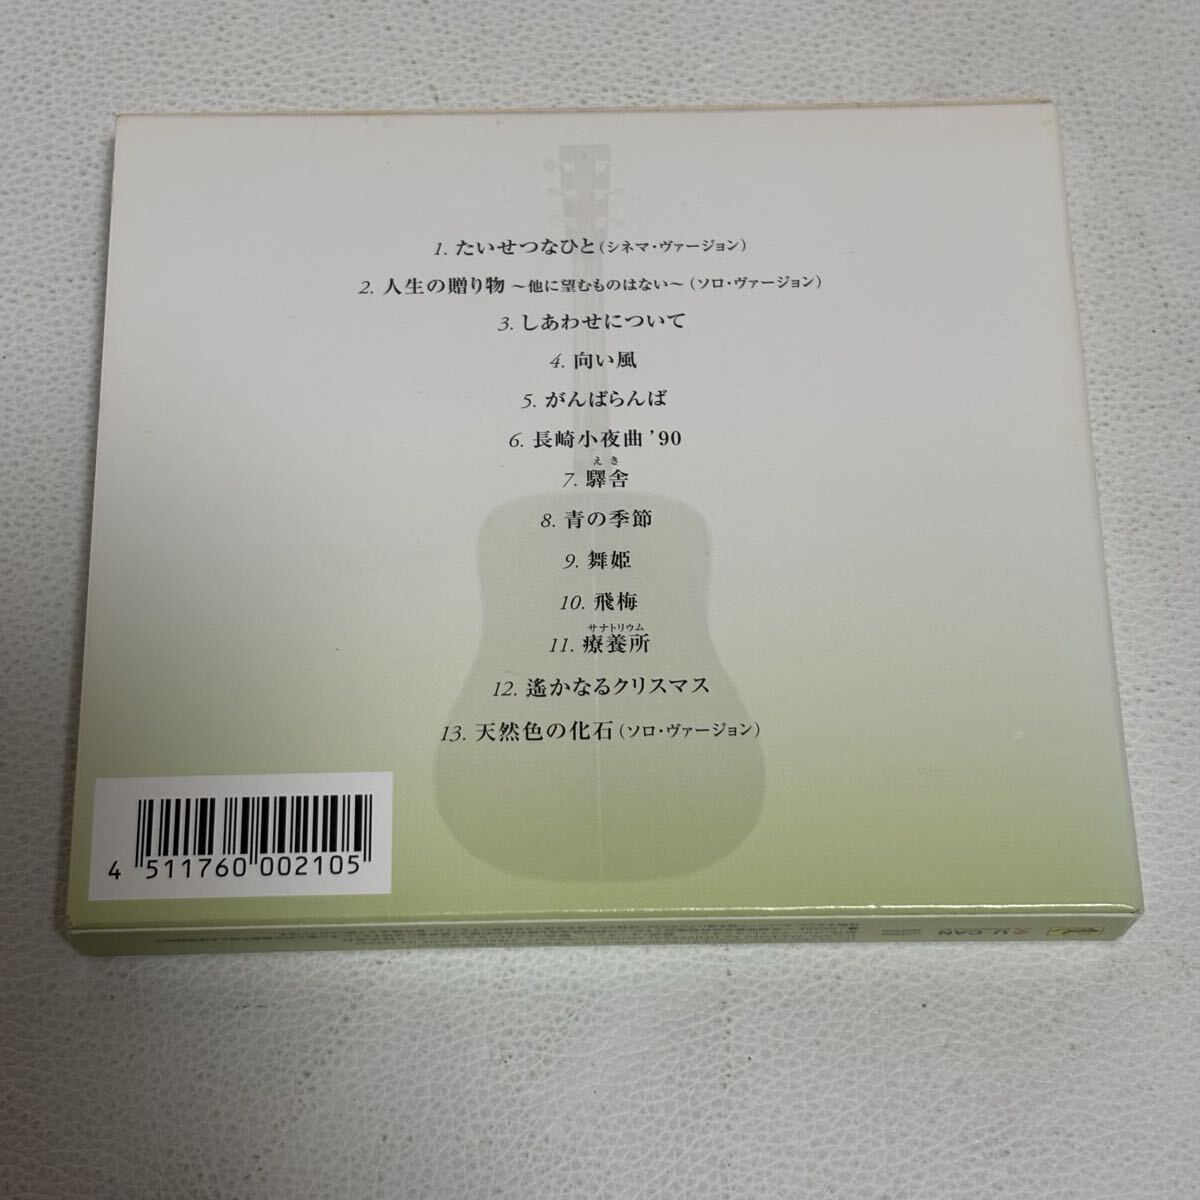 1. たいせつなひと(シネマ・ヴァージョン)
2. 人生の贈り物 ～他に望むものはない～(ソロ・ヴァージョン)
3. しあわせについて
4. 向い風
5. がんばらんば
6. 長崎小夜曲 '90
えき
7. 驛舎
8. 青の季節
9. 舞姫
10. 飛梅
サナトリウム
11. 療養所
12. 遙かなるクリスマス
13. 天然色の化石(ソロ・ヴァージョン)
4 511760 002105
U-CAN